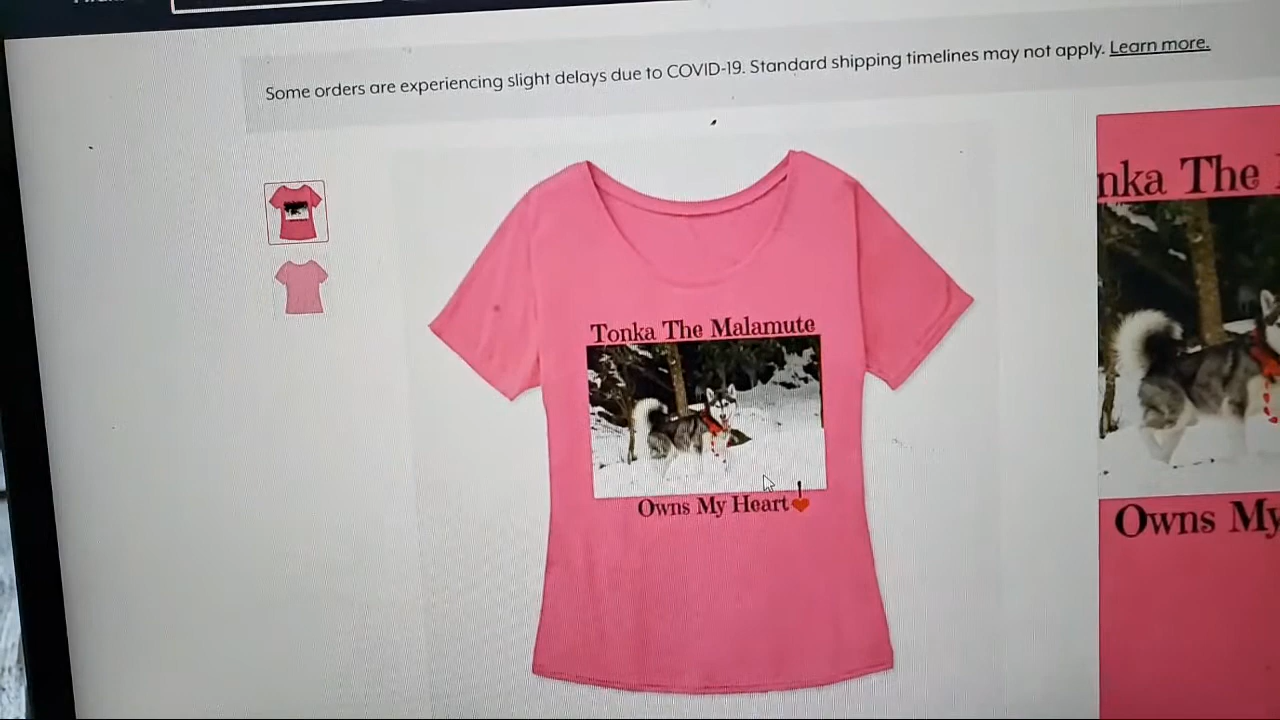 Some orders are experiencing slight delays due to COVID-19. Standard shipping timelines may not apply. Learn more.
Tonka The Malamute
Owns My Heart
nka The
Owns My